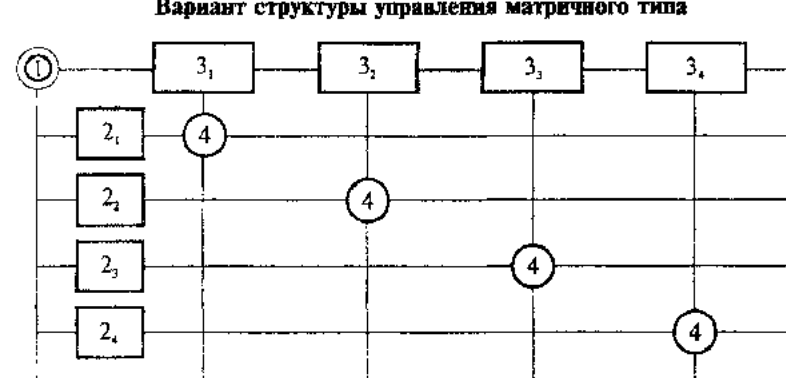 Вариант структуры управления матричного типа
1 3₁ 3₂ 3₃ 3₄
2₁ 4
2₂ 4
2₃ 4
2₄ 4